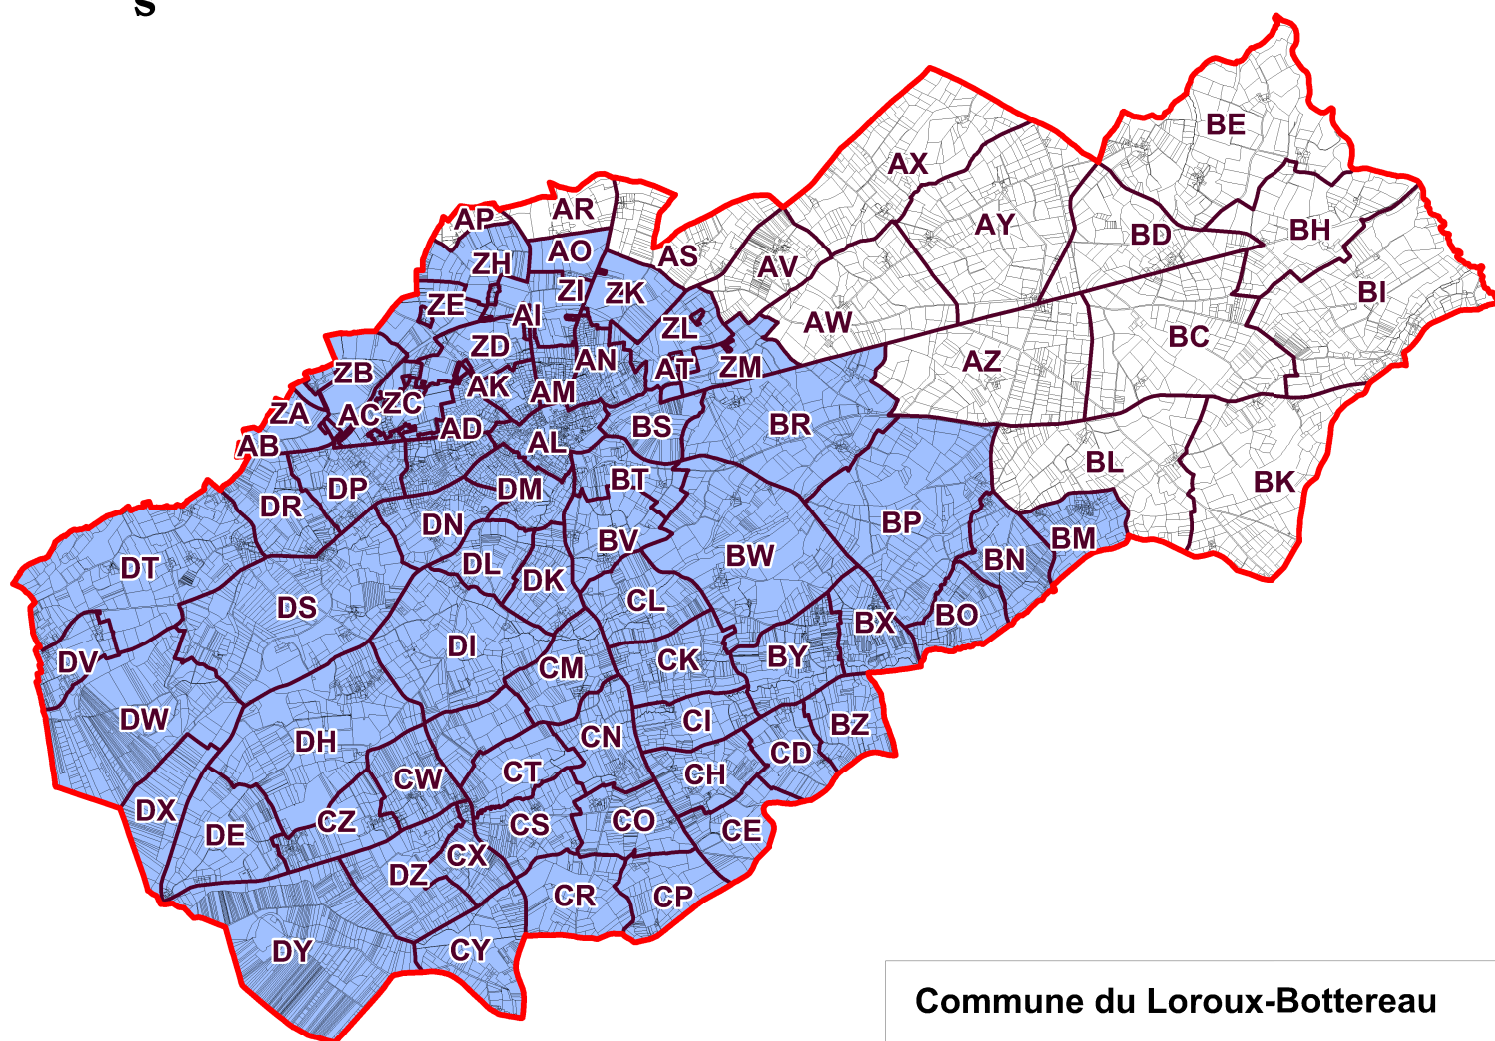 s
BE
AX
AR
AP
AY
BD
BH
AO
AS
AV
ZH
ZI
ZK
BI
ZE
AI
ZL
AW
BC
ZD
AN
AZ
ZB
AT
ZM
AK
AM
ZC
ZA
AC
AD
BS
BR
AB
AL
BL
BT
BK
DP
DM
DR
DN
BP
BM
BV
BW
BN
DT
DL
DK
DS
CL
BX
BO
DI
DV
CM
CK
BY
DW
CI
BZ
DH
CN
CD
CW
CT
CH
DX
DE
CZ
CS
CO
CE
CX
DZ
CR
CP
DY
CY
Commune du Loroux-Bottereau